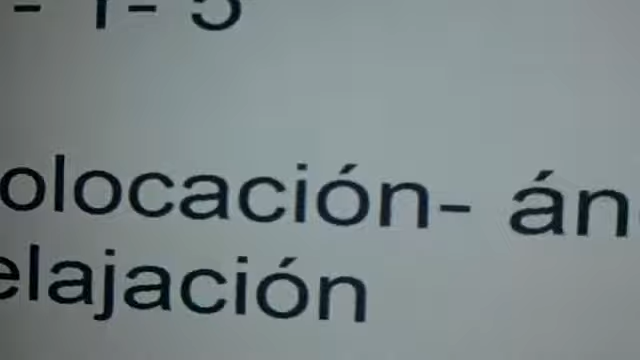 - 1- 5
olocación- án
elajación